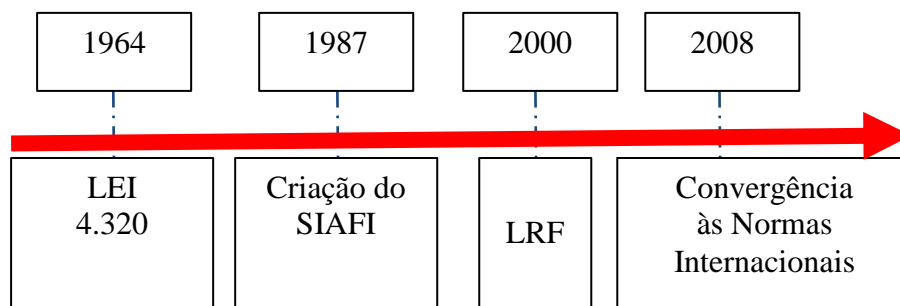 1964
1987
2000
2008
LEI
4.320
Criação do
SIAFI
LRF
Convergência
às Normas
Internacionais